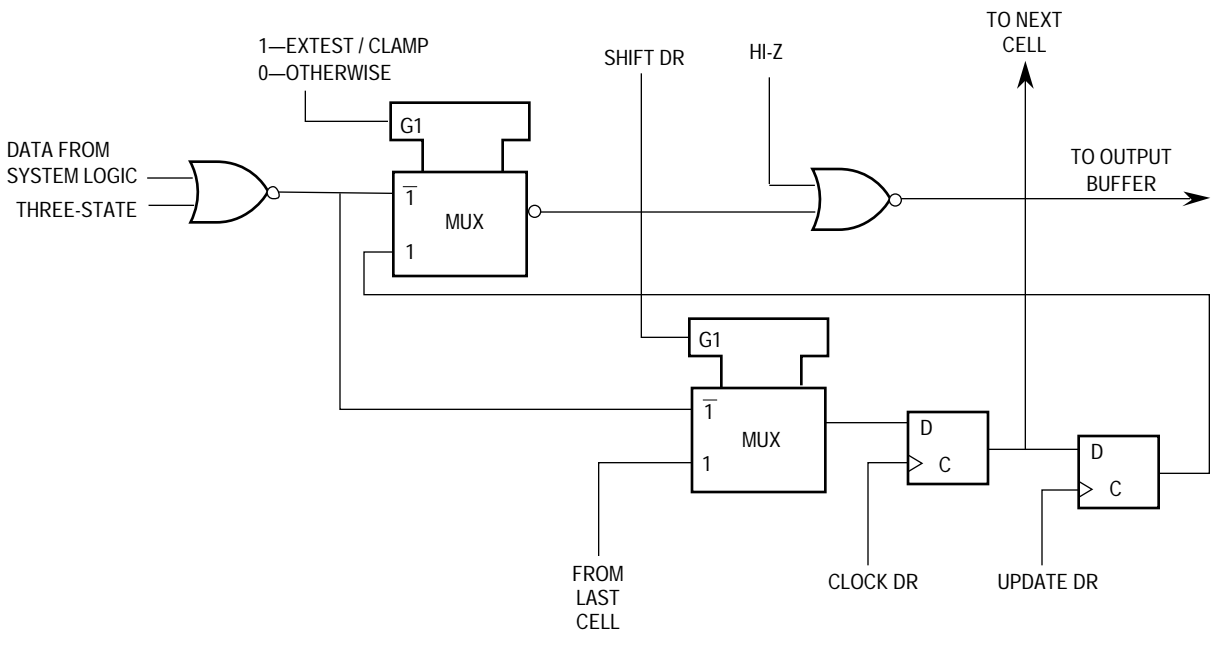 TO NEXT
CELL
1—EXTEST / CLAMP
0—OTHERWISE
SHIFT DR
HI-Z
G1
DATA FROM
SYSTEM LOGIC
THREE-STATE
1̅
MUX
1
TO OUTPUT
BUFFER
G1
1̅
MUX
1
D
C
D
C
FROM
LAST
CELL
CLOCK DR
UPDATE DR